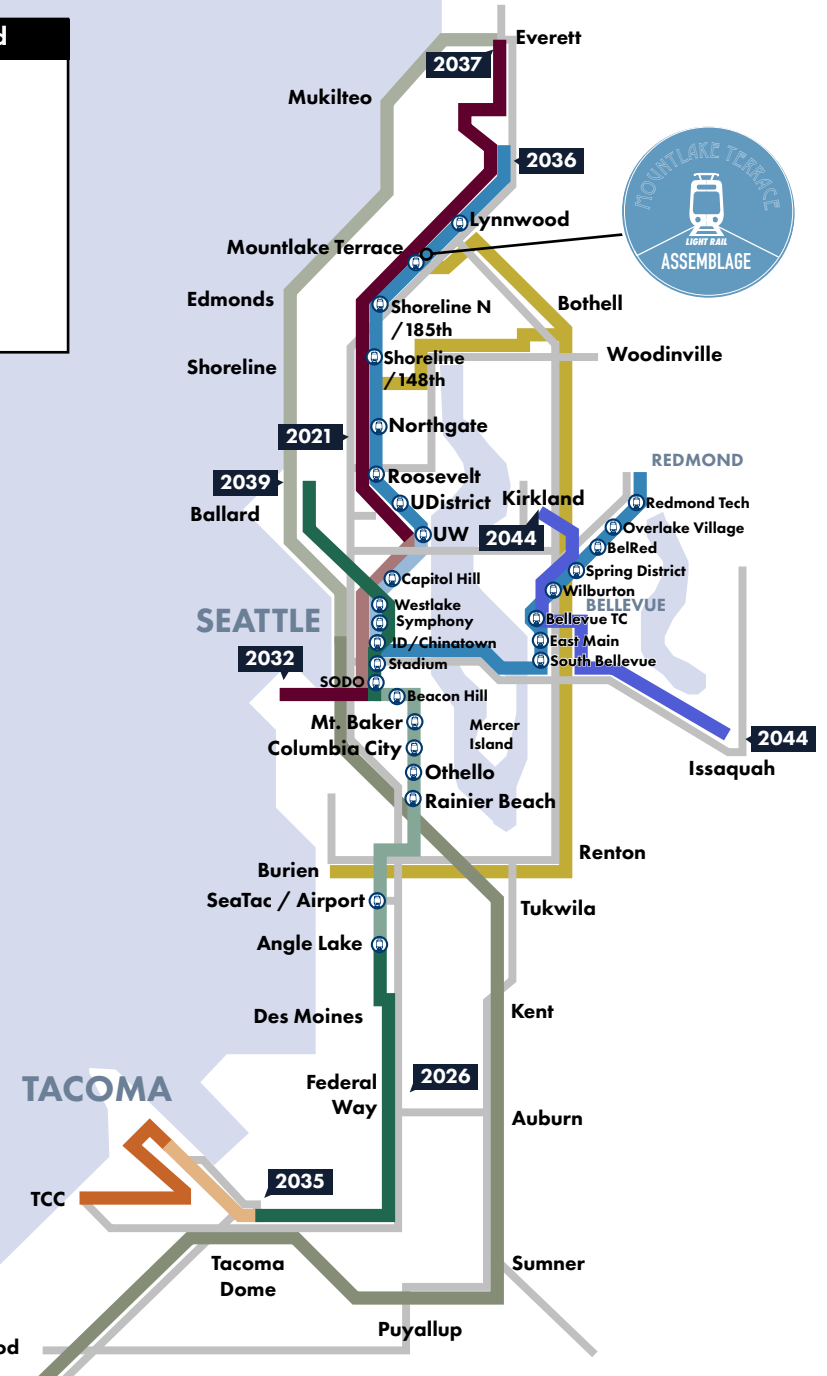 d
Everett
2037
Mukilteo
2036
MOUNTLAKE TERRACE
LIGHT RAIL
ASSEMBLAGE
Lynnwood
Mountlake Terrace
Edmonds
Shoreline N
/185th
Bothell
Shoreline
/148th
Woodinville
Shoreline
Northgate
2021
REDMOND
Roosevelt
2039
Ballard
UDistrict
Kirkland
Redmond Tech
2044
UW
Overlake Village
BelRed
Spring District
Capitol Hill
Wilburton
BELLEVUE
Westlake
Symphony
SEATTLE
Bellevue TC
ID/Chinatown
East Main
2032
Stadium
South Bellevue
SODO
Beacon Hill
Mt. Baker
Mercer
Island
Columbia City
2044
Issaquah
Othello
Rainier Beach
Renton
Burien
SeaTac / Airport
Tukwila
Angle Lake
Des Moines
Kent
2026
Federal
Way
TACOMA
Auburn
2035
TCC
Tacoma
Dome
Sumner
Puyallup
od